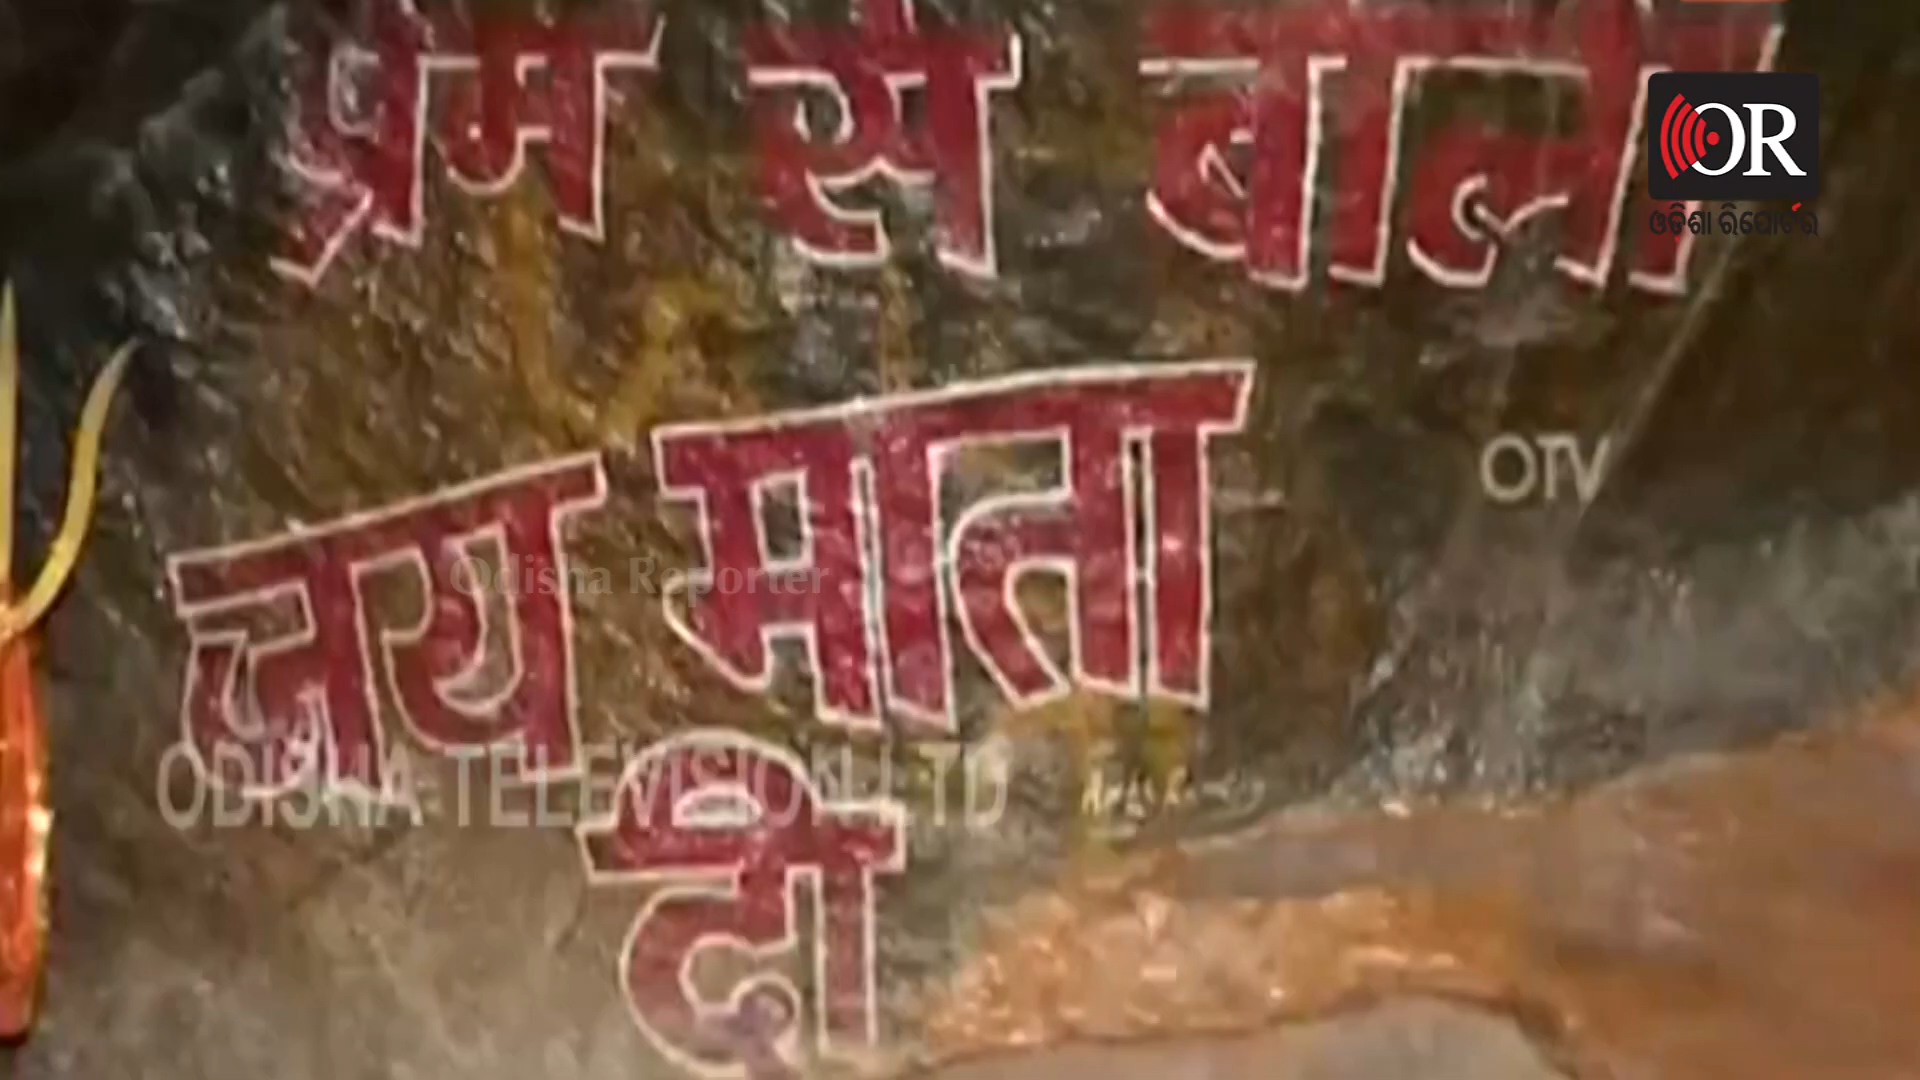 प्रेम से बोलो
OR
ଓଡ଼ିଶା ରିପୋର୍ଟର
OTV
जय माता
Odisha Reporter
ODISHA TELEVISION LTD
दी